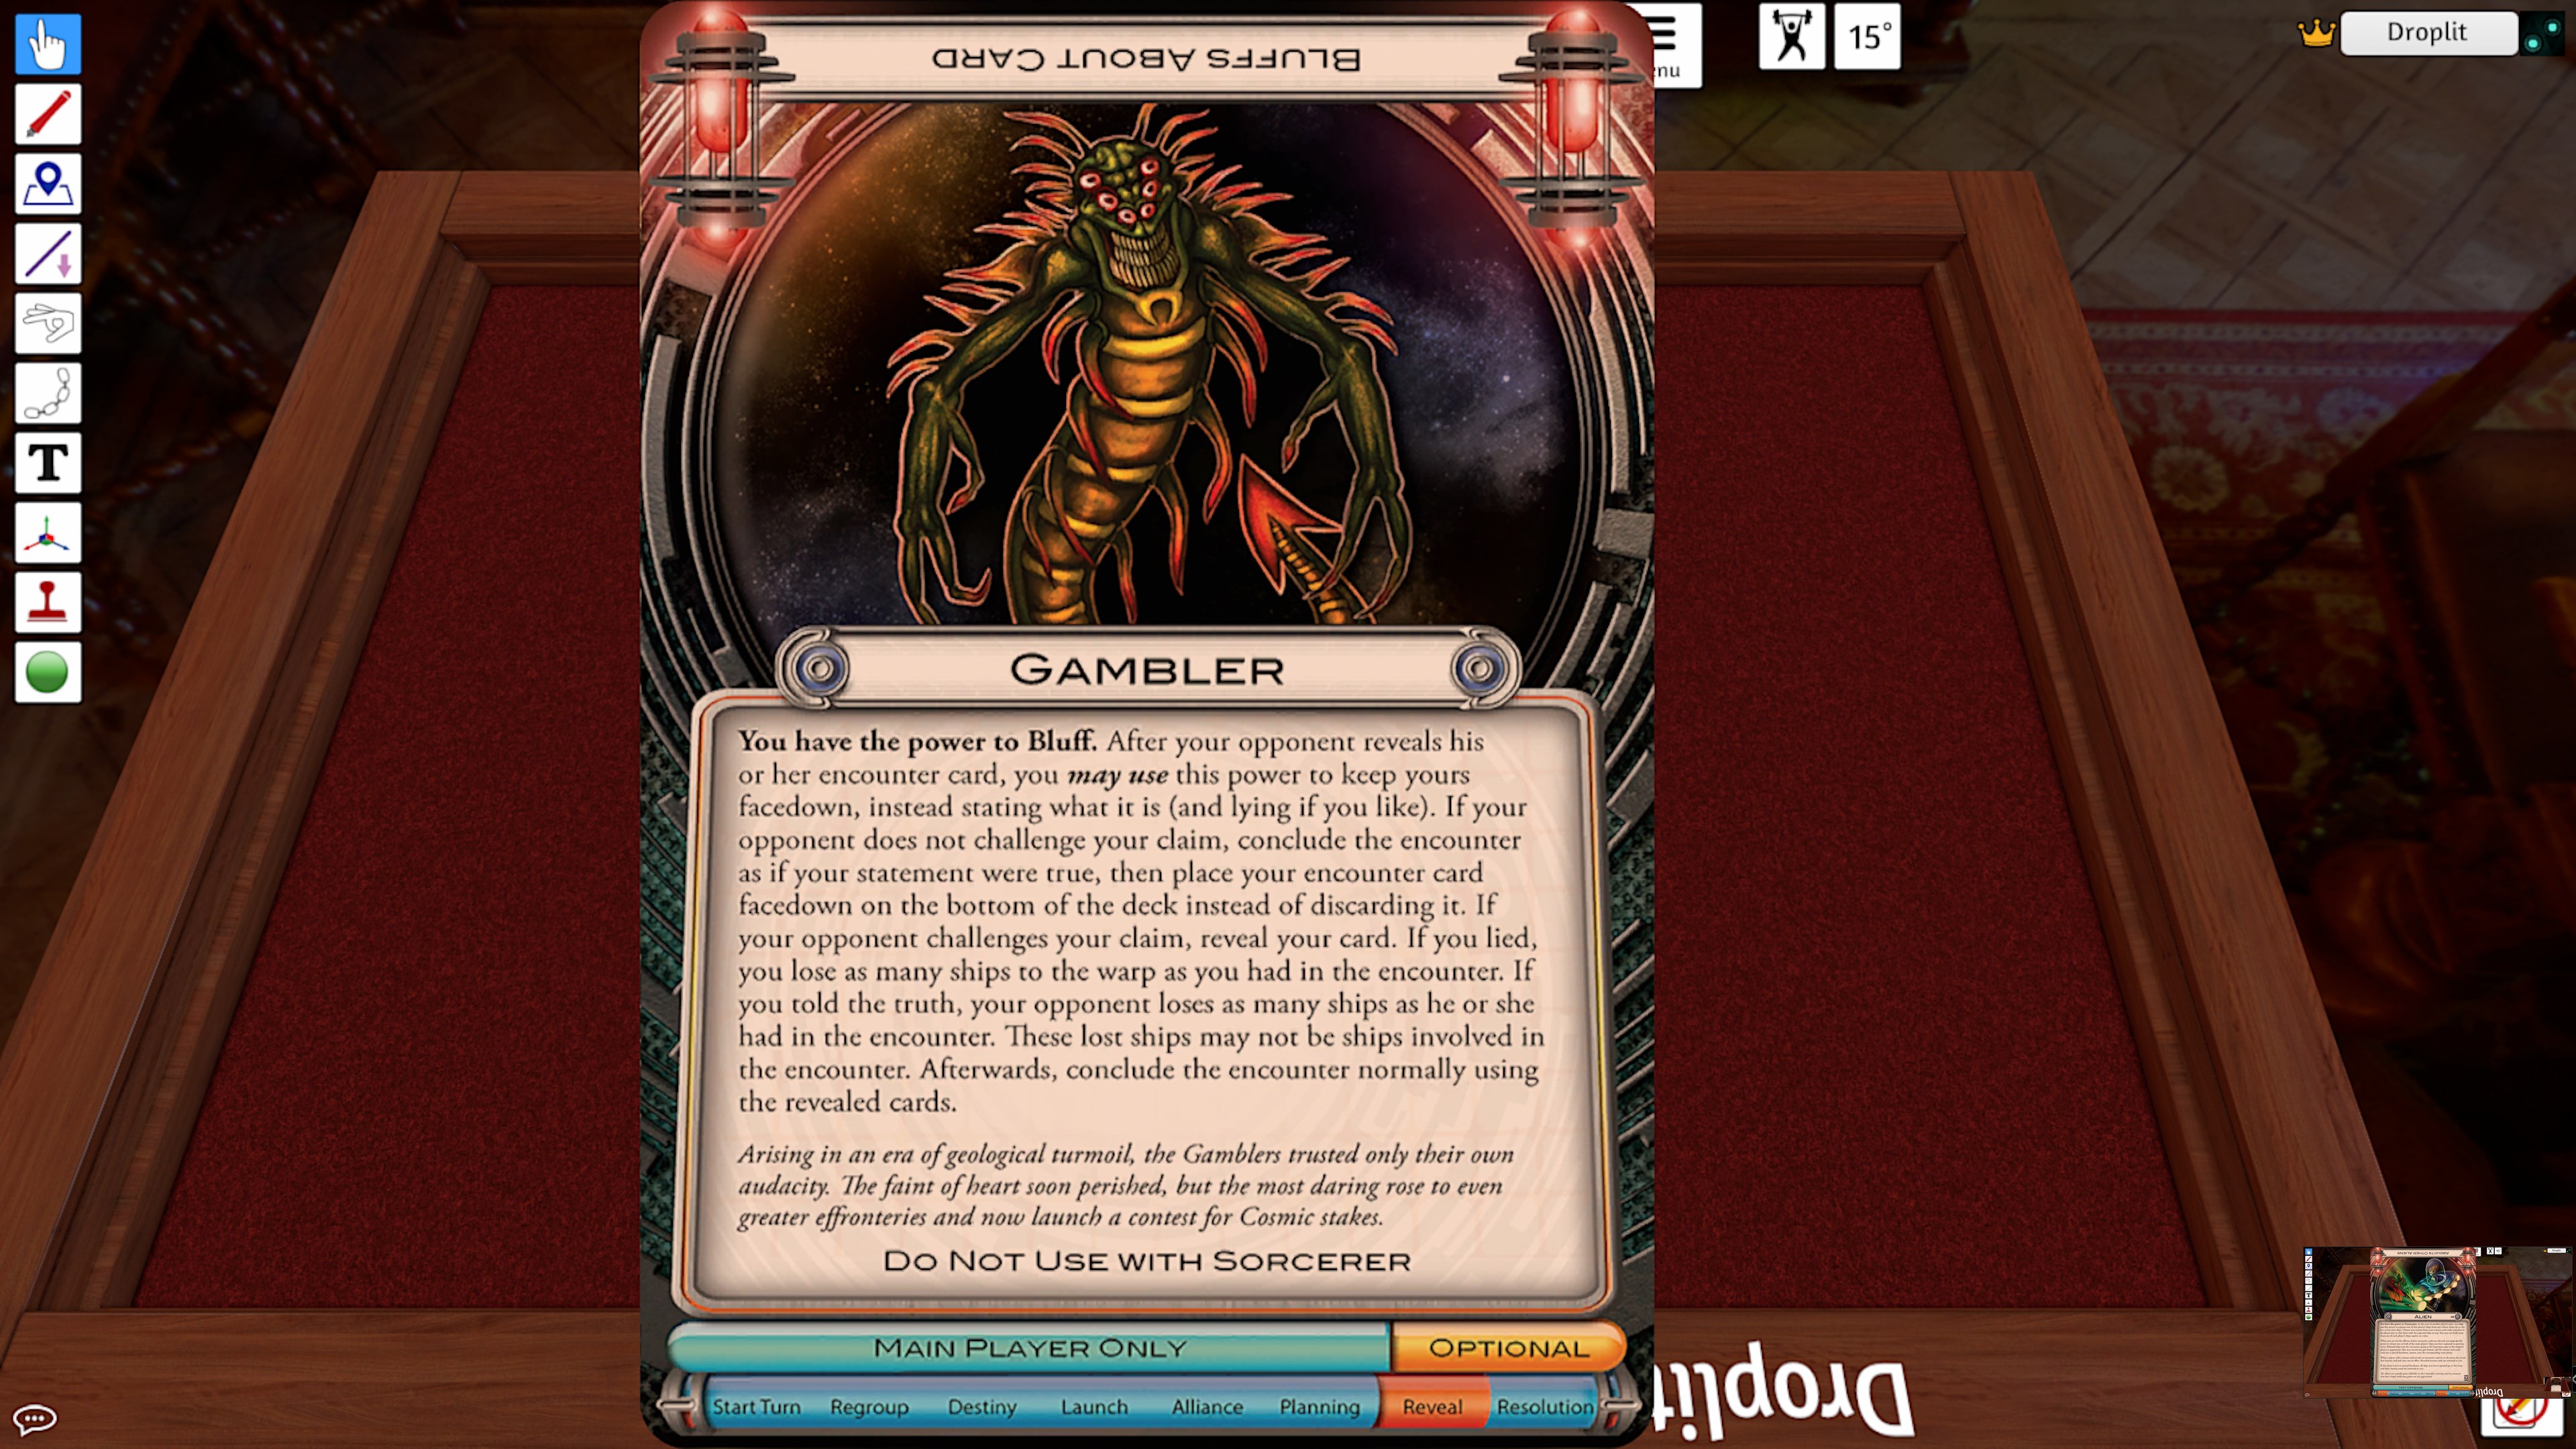 BLUFFS ABOUT CARD
enu
15°
Droplit
T
GAMBLER
You have the power to Bluff. After your opponent reveals his
or her encounter card, you may use this power to keep yours
facedown, instead stating what it is (and lying if you like). If your
opponent does not challenge your claim, conclude the encounter
as if your statement were true, then place your encounter card
facedown on the bottom of the deck instead of discarding it. If
your opponent challenges your claim, reveal your card. If you lied,
you lose as many ships to the warp as you had in the encounter. If
you told the truth, your opponent loses as many ships as he or she
had in the encounter. These lost ships may not be ships involved in
the encounter. Afterwards, conclude the encounter normally using
the revealed cards.
Arising in an era of geological turmoil, the Gamblers trusted only their own
audacity. The faint of heart soon perished, but the most daring rose to even
greater effronteries and now launch a contest for Cosmic stakes.
DO NOT USE WITH SORCERER
MAIN PLAYER ONLY OPTIONAL
Start Turn Regroup Destiny Launch Alliance Planning Reveal Resolution
Droplit
ALIEN
Droplit